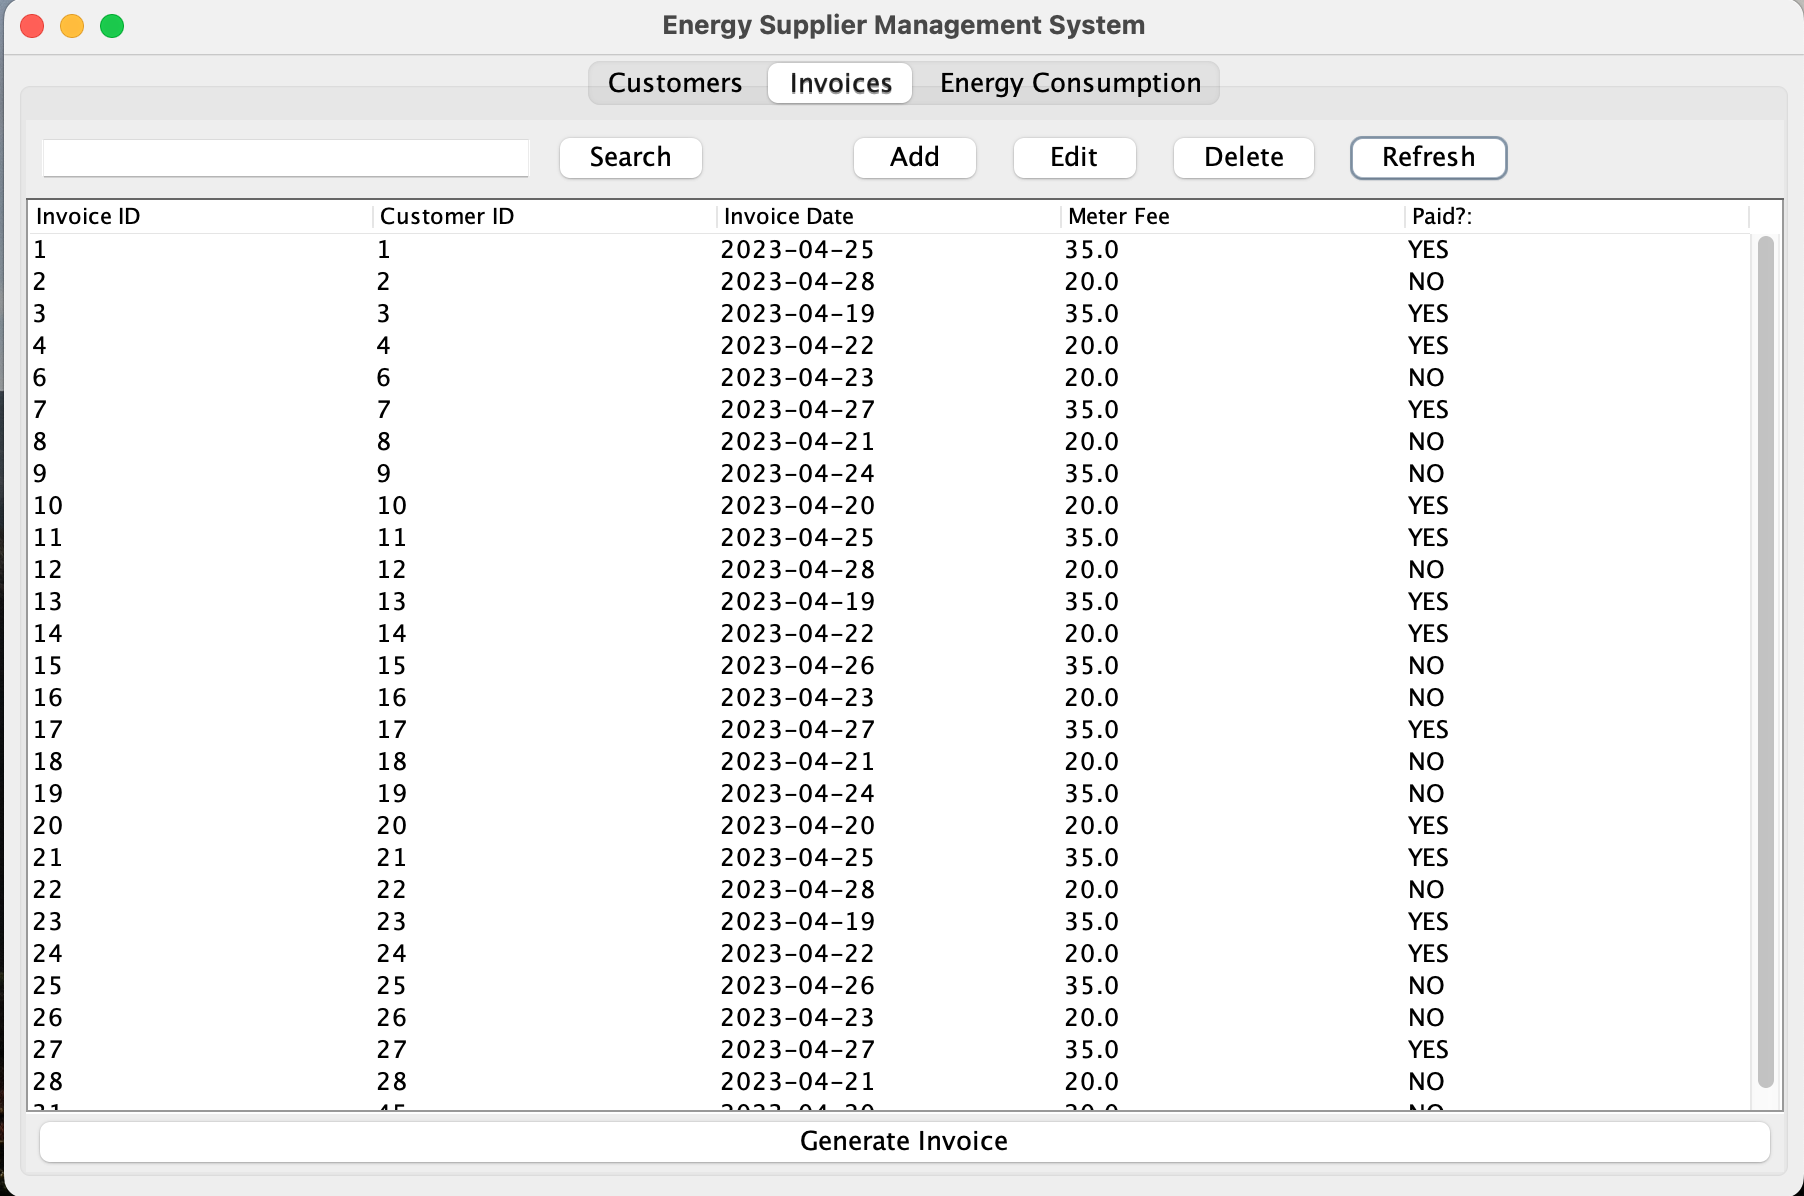 Energy Supplier Management System
Customers Invoices Energy Consumption
Search Add Edit Delete Refresh
Invoice ID Customer ID Invoice Date Meter Fee Paid?:
1 1 2023-04-25 35.0 YES
2 2 2023-04-28 20.0 NO
3 3 2023-04-19 35.0 YES
4 4 2023-04-22 20.0 YES
6 6 2023-04-23 20.0 NO
7 7 2023-04-27 35.0 YES
8 8 2023-04-21 20.0 NO
9 9 2023-04-24 35.0 NO
10 10 2023-04-20 20.0 YES
11 11 2023-04-25 35.0 YES
12 12 2023-04-28 20.0 NO
13 13 2023-04-19 35.0 YES
14 14 2023-04-22 20.0 YES
15 15 2023-04-26 35.0 NO
16 16 2023-04-23 20.0 NO
17 17 2023-04-27 35.0 YES
18 18 2023-04-21 20.0 NO
19 19 2023-04-24 35.0 NO
20 20 2023-04-20 20.0 YES
21 21 2023-04-25 35.0 YES
22 22 2023-04-28 20.0 NO
23 23 2023-04-19 35.0 YES
24 24 2023-04-22 20.0 YES
25 25 2023-04-26 35.0 NO
26 26 2023-04-23 20.0 NO
27 27 2023-04-27 35.0 YES
28 28 2023-04-21 20.0 NO
NO
Generate Invoice